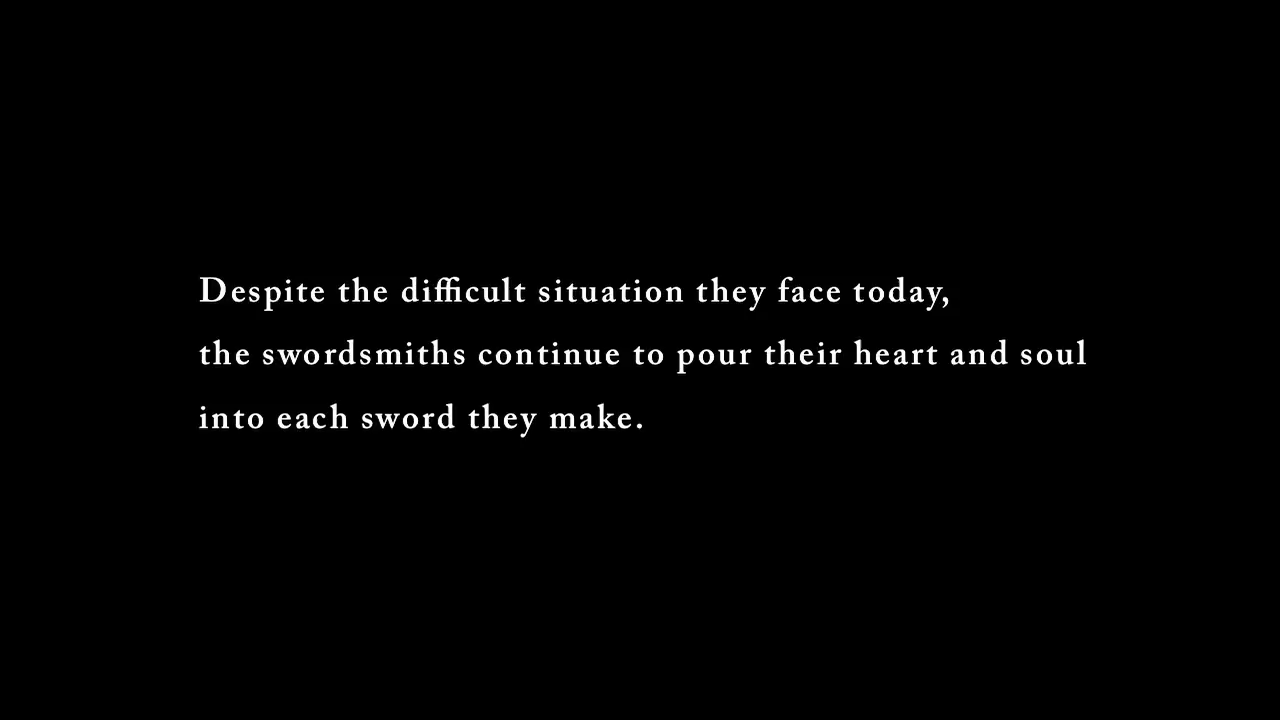 Despite the difficult situation they face today,
the swordsmiths continue to pour their heart and soul
into each sword they make.